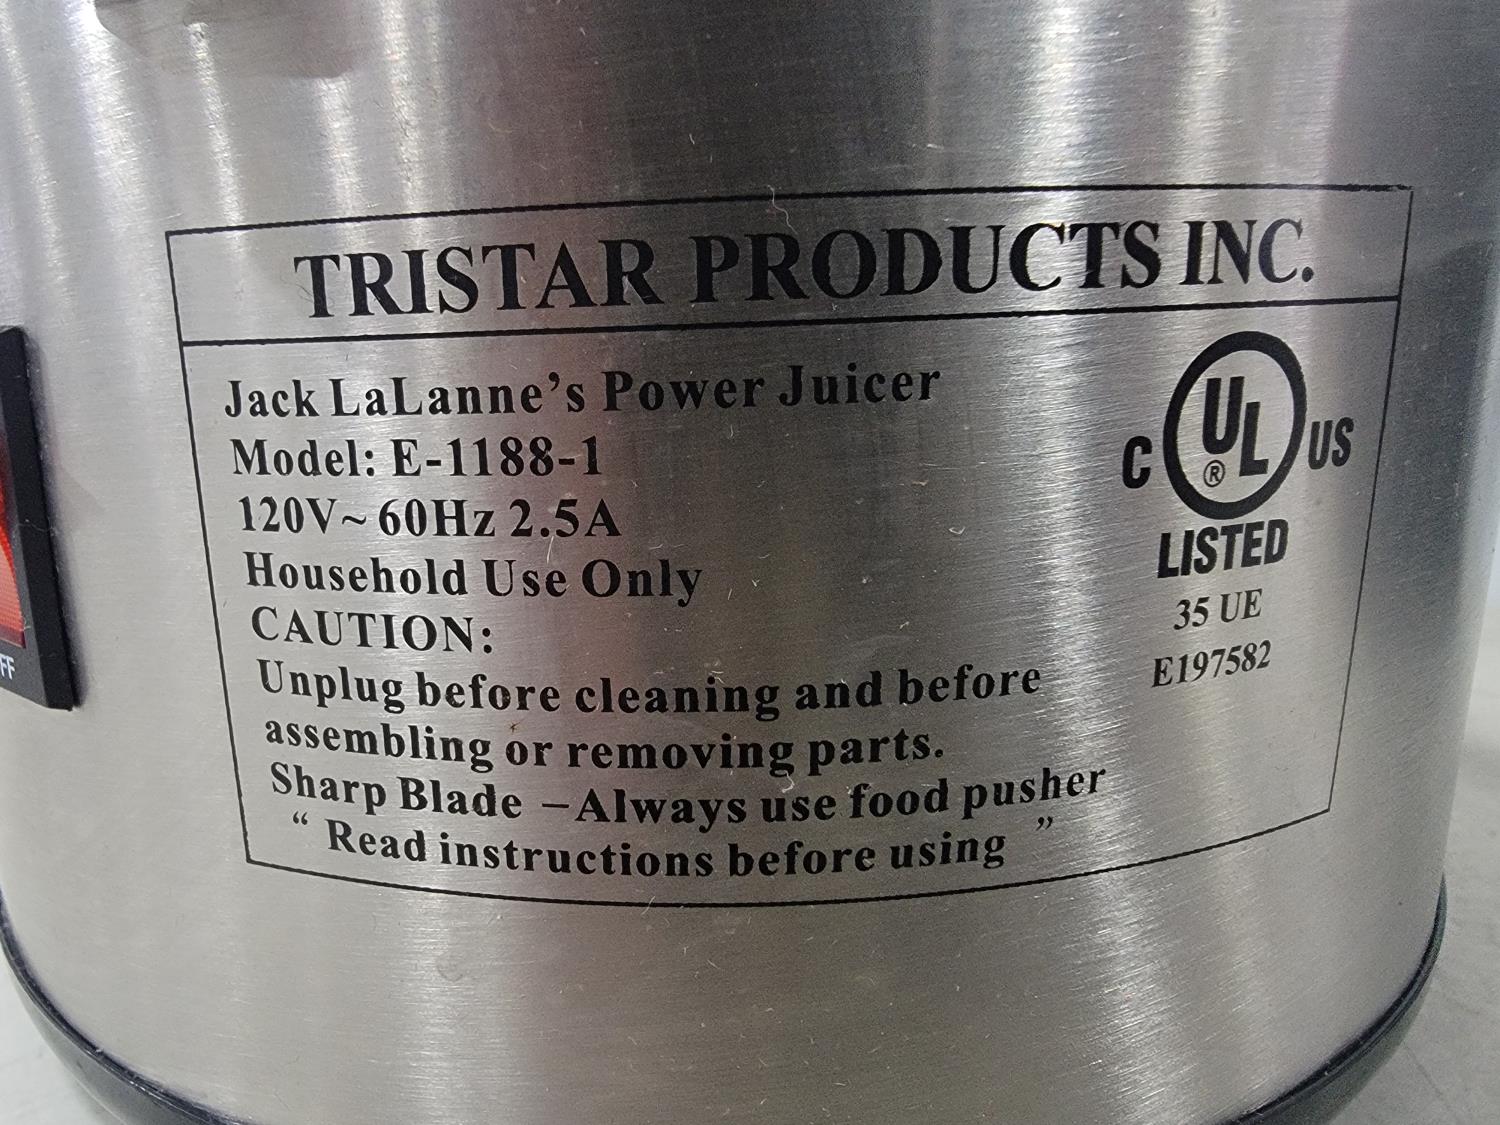 TRISTAR PRODUCTS INC.
Jack LaLanne's Power Juicer
Model: E-1188-1
120V~ 60Hz 2.5A
Household Use Only
CAUTION:
Unplug before cleaning and before
assembling or removing parts.
Sharp Blade –Always use food pusher
“ Read instructions before using ”
C UL ® US
LISTED
35 UE
E197582
FF